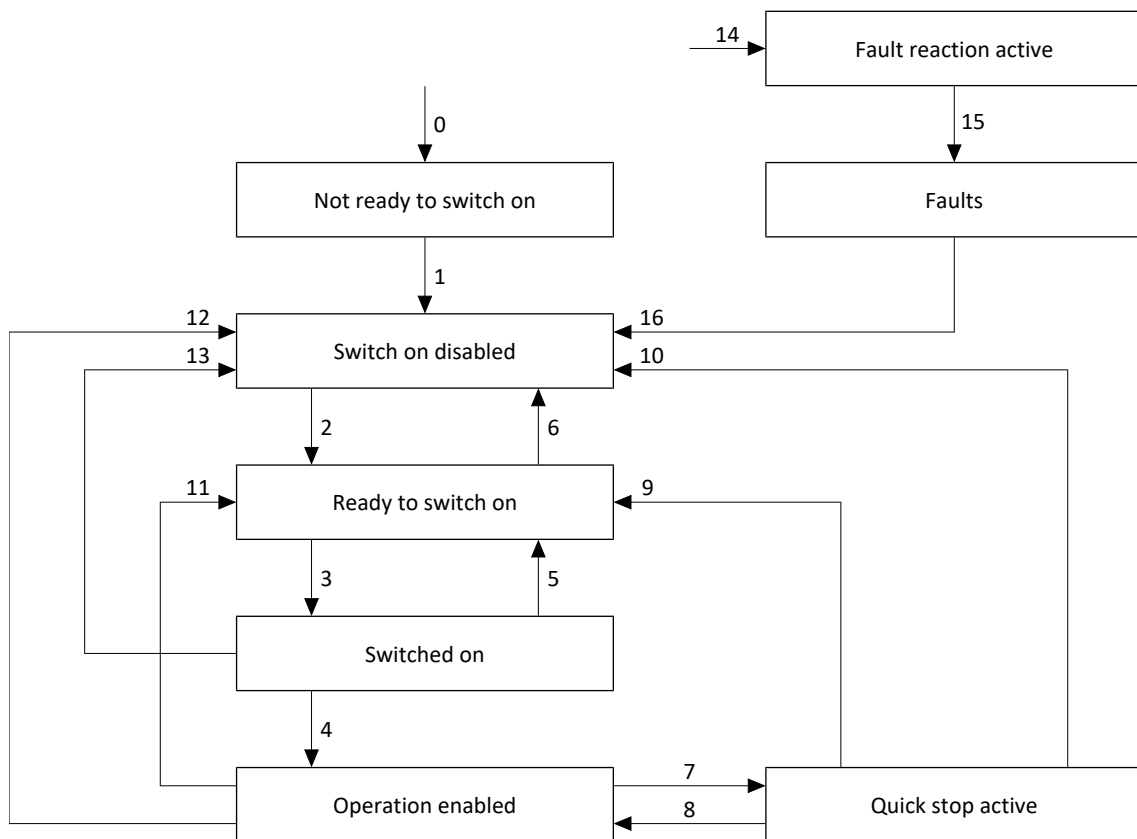 14
Fault reaction active
0
15
Not ready to switch on
Faults
1
12
16
Switch on disabled
13
10
2
6
11
9
Ready to switch on
3
5
Switched on
4
7
Operation enabled
Quick stop active
8